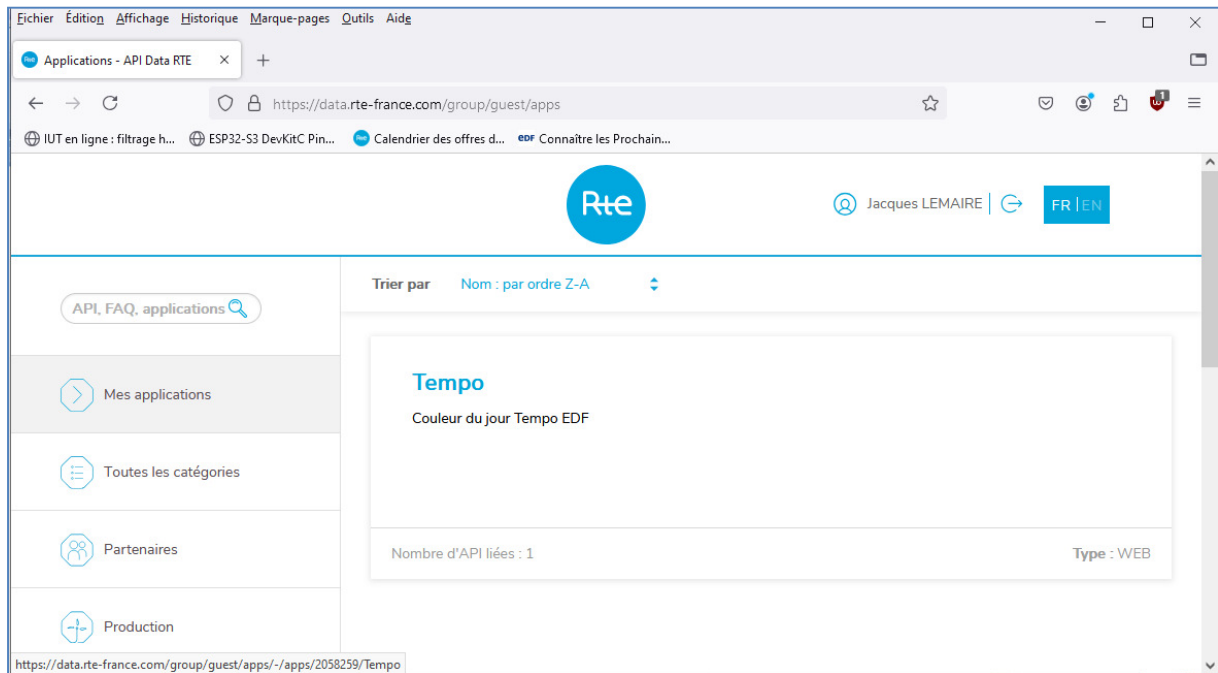 Fichier Édition Affichage Historique Marque-pages Outils Aide
Applications - API Data RTE
https://data.rte-france.com/group/guest/apps
1
IUT en ligne : filtrage h... ESP32-S3 DevKitC Pin... Calendrier des offres d... EDF Connaître les Prochain...
Rte
Jacques LEMAIRE
FR | EN
Trier par Nom : par ordre Z-A
API, FAQ, applications
Mes applications
Tempo
Couleur du jour Tempo EDF
Toutes les catégories
Partenaires
Nombre d'API liées : 1 Type : WEB
Production
https://data.rte-france.com/group/guest/apps/-/apps/2058259/Tempo